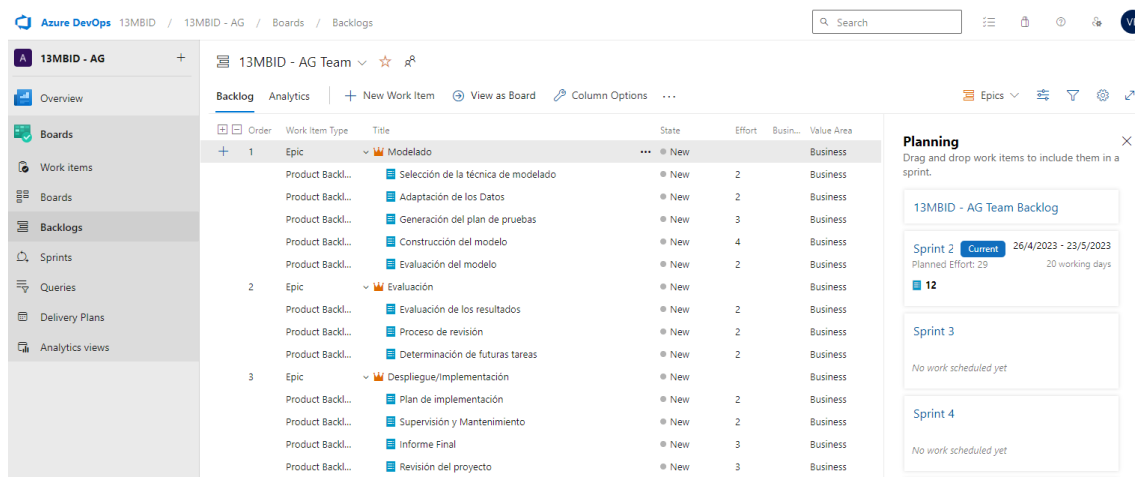 Azure DevOps 13MBID / 13MBID - AG / Boards / Backlogs Search
A 13MBID - AG +
Overview
Boards
Work items
Boards
Backlogs
Sprints
Queries
Delivery Plans
Analytics views
13MBID - AG Team
Backlog Analytics + New Work Item View as Board Column Options ... Epics
Order Work Item Type Title State Effort Busin... Value Area
+ 1 Epic Modelado ... New Business
Product Backl... Selección de la técnica de modelado New 2 Business
Product Backl... Adaptación de los Datos New 2 Business
Product Backl... Generación del plan de pruebas New 3 Business
Product Backl... Construcción del modelo New 4 Business
Product Backl... Evaluación del modelo New 2 Business
2 Epic Evaluación New Business
Product Backl... Evaluación de los resultados New 2 Business
Product Backl... Proceso de revisión New 2 Business
Product Backl... Determinación de futuras tareas New 2 Business
3 Epic Despliegue/Implementación New Business
Product Backl... Plan de implementación New 2 Business
Product Backl... Supervisión y Mantenimiento New 2 Business
Product Backl... Informe Final New 3 Business
Product Backl... Revisión del proyecto New 3 Business
Planning
Drag and drop work items to include them in a
sprint.
13MBID - AG Team Backlog
Sprint 2 Current 26/4/2023 - 23/5/2023
Planned Effort: 29 20 working days
12
Sprint 3
No work scheduled yet
Sprint 4
No work scheduled yet